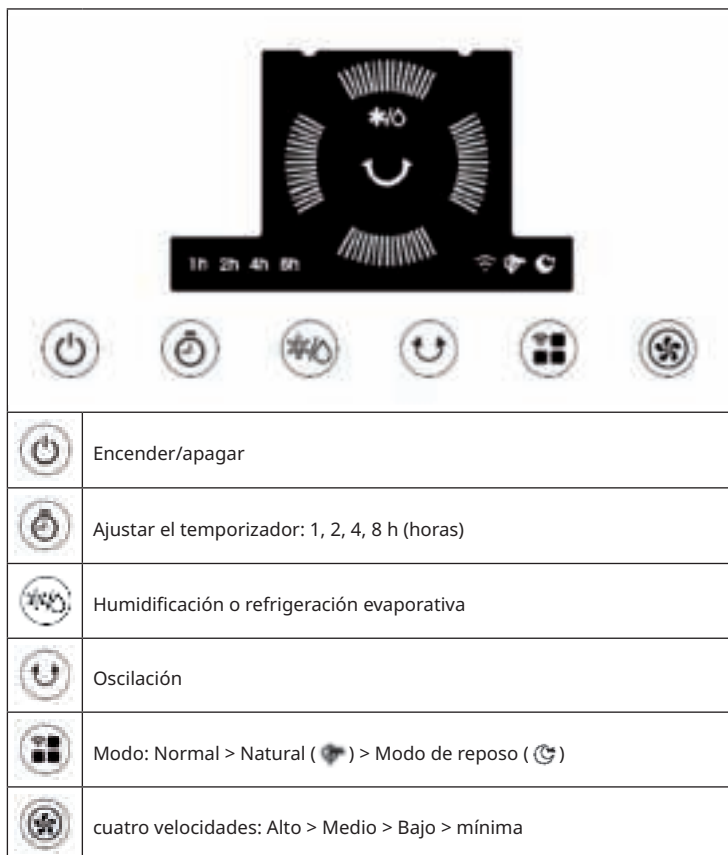 1h 2h 4h 8h
Encender/apagar
Ajustar el temporizador: 1, 2, 4, 8 h (horas)
Humidificación o refrigeración evaporativa
Oscilación
Modo: Normal > Natural ( ) > Modo de reposo ( )
cuatro velocidades: Alto > Medio > Bajo > mínima